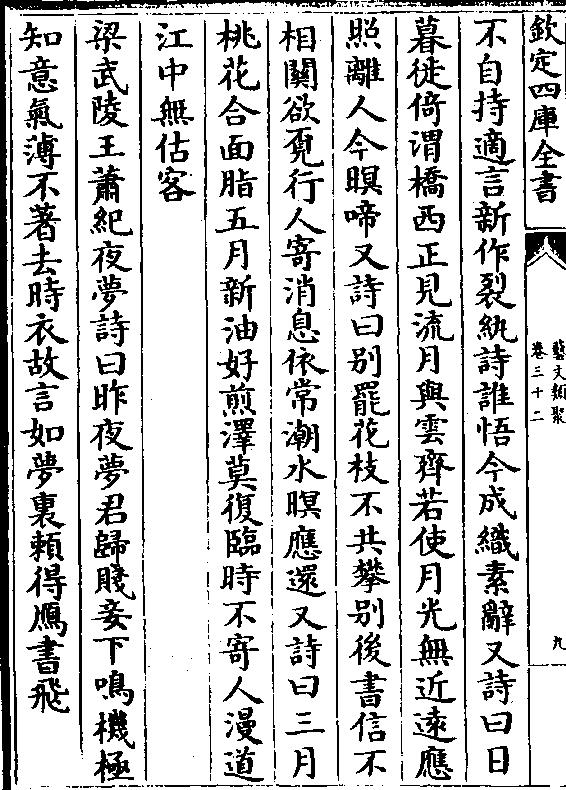 欽定四庫全書
藝文類聚
卷三十二
九
不自持適言新作裂紈詩誰悟今成織素辭又詩曰日
暮徙倚渭橋西正見流月與雲齊若使月光無近遠應
照離人今暝啼又詩曰别罷花枝不共攀别後書信不
相關欲覔行人寄消息依常潮水暝應還又詩曰三月
桃花合面脂五月新油好煎澤莫復臨時不寄人漫道
江中無估客
梁武陵王蕭紀夜夢詩曰昨夜夢君歸賤妾下鳴機極
知意氣薄不著去時衣故言如夢裏頼得鴈書飛